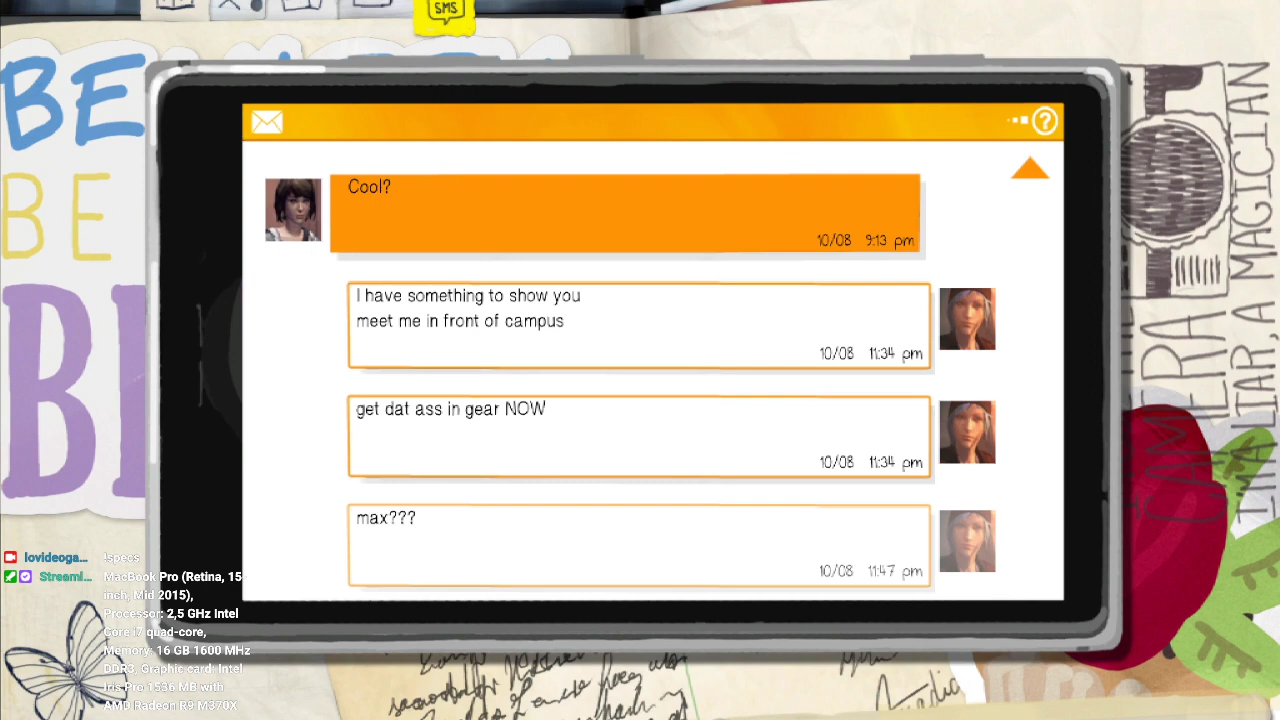 SMS
BE
BE
Cool?
10/08 9:13 pm
I have something to show you
meet me in front of campus
10/08 11:34 pm
get dat ass in gear NOW
10/08 11:34 pm
max???
10/08 11:47 pm
?
CAMERA
I'M A LIAR, A MAGICIAN
lovideoga... !specs
Streaml... MacBook Pro (Retina, 15-
inch, Mid 2015),
Processor: 2,5 GHz Intel
Core i7 quad-core,
Memory: 16 GB 1600 MHz
DDR3, Graphic card: Intel
Iris Pro 1536 MB with
AMD Radeon R9 M370X